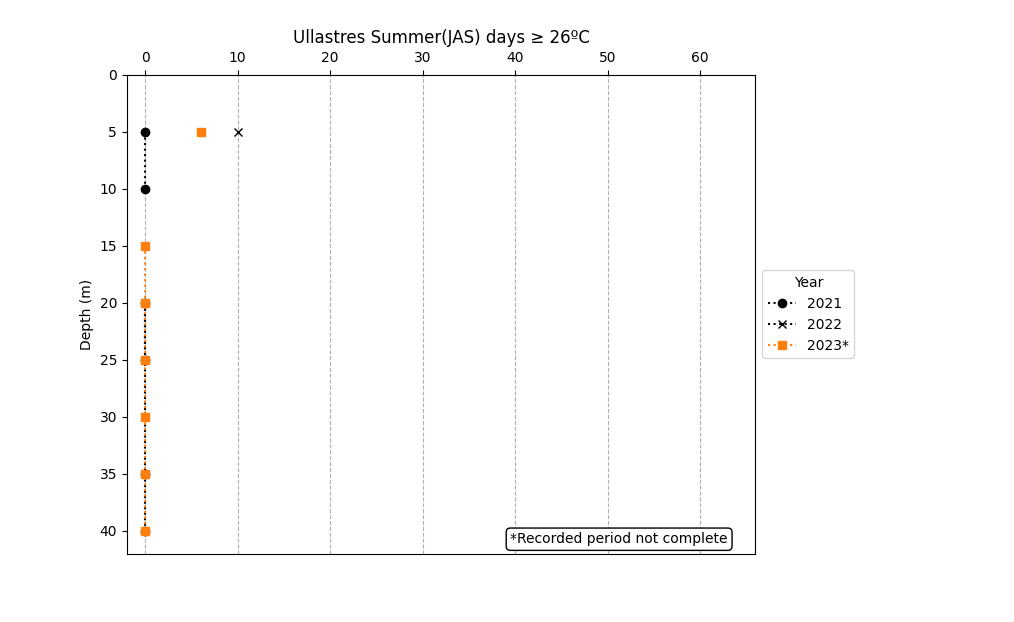 Ullastres Summer(JAS) days ≥ 26ºC
0 10 20 30 40 50 60
0
5
10
15
20
25
30
35
40
Depth (m)
Year
2021
2022
2023*
*Recorded period not complete